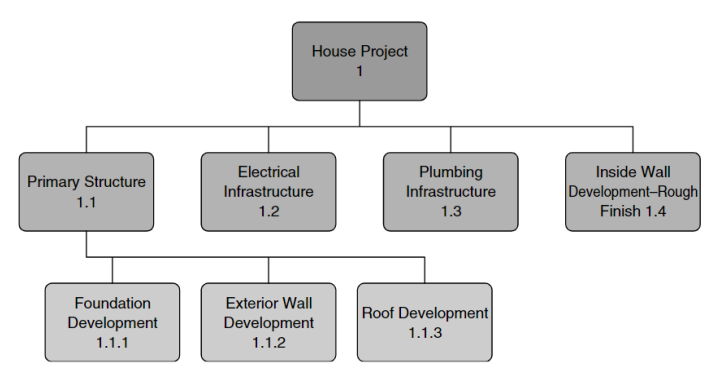 House Project
1
Primary Structure
1.1
Electrical
Infrastructure
1.2
Plumbing
Infrastructure
1.3
Inside Wall
Development–Rough
Finish 1.4
Foundation
Development
1.1.1
Exterior Wall
Development
1.1.2
Roof Development
1.1.3